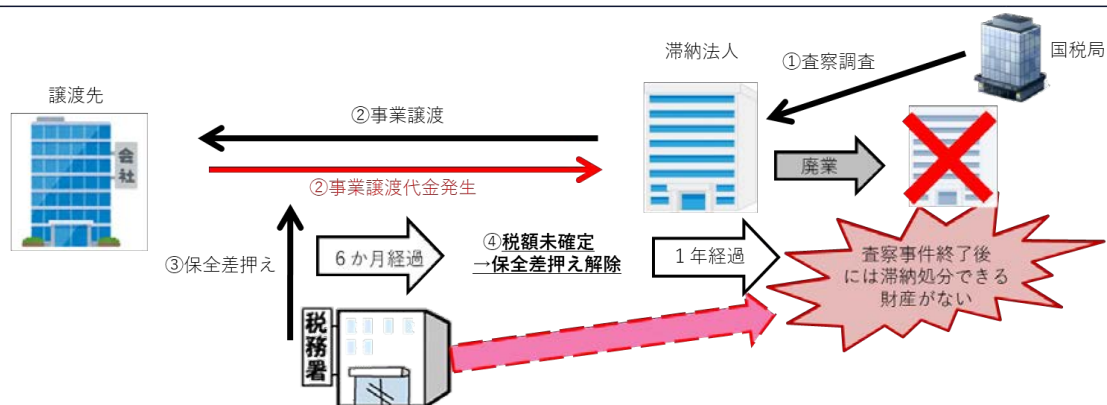 国税局
滞納法人
①査察調査
譲渡先
②事業譲渡
会社
廃業
②事業譲渡代金発生
③保全差押え
6か月経過
④税額未確定
→保全差押え解除
1年経過
査察事件終了後
には滞納処分できる
財産がない
税務署